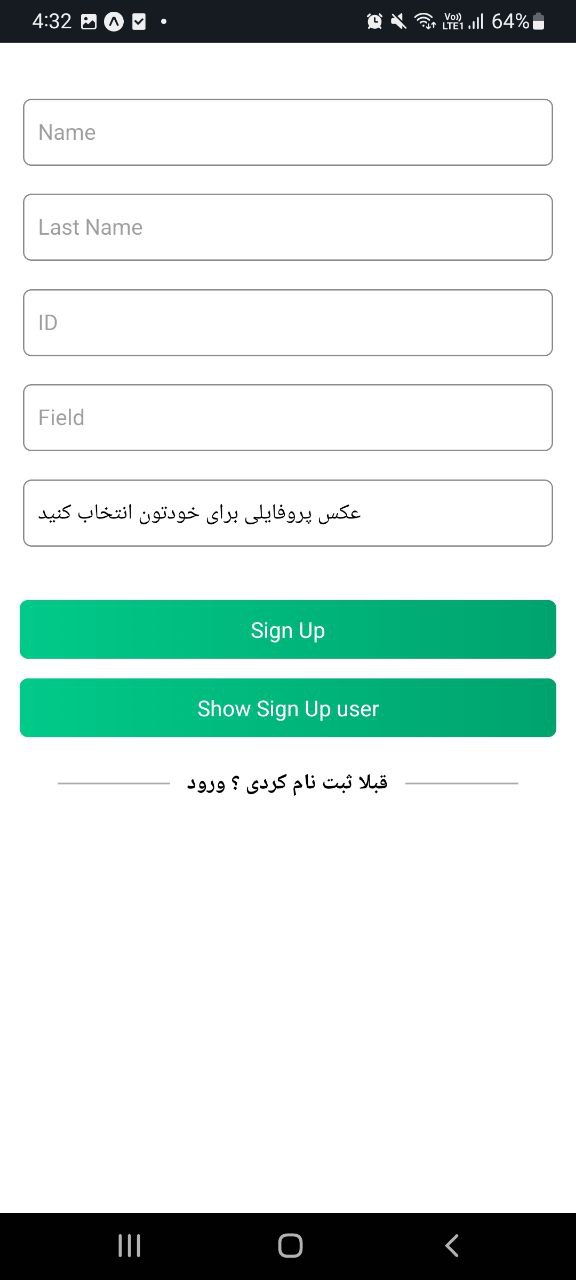 4:32 Vo)) LTE1 64%
Name
Last Name
ID
Field
عکس پروفایلی برای خودتون انتخاب کنید
Sign Up
Show Sign Up user
قبلا ثبت نام کردی ؟ ورود